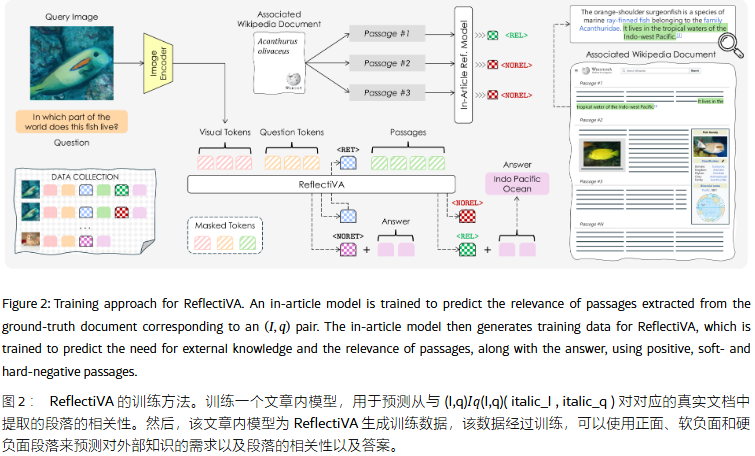 Query Image
In which part of the
world does this fish live?
Question
Image
Encoder
Associated
Wikipedia Document
Acanthurus
olivaceus
WIKIPEDIA
Passage #1
Passage #2
Passage #3
In-Article Ref. Model
<REL>
<NOREL>
<NOREL>
The orange-shoulder surgeonfish is a species of
marine ray-finned fish belonging to the family
Acanthuridae. It lives in the tropical waters of the
Indo-west Pacific.
Associated Wikipedia Document
WIKIPEDIA
Passage #1
It lives in the
tropical waters of the Indo-west Pacific
Passage #2
Passage #3
Passage #N
DATA COLLECTION
...
Visual Tokens
Question Tokens
<RET>
Passages
ReflectiVA
Answer
Indo Pacific
Ocean
Masked Tokens
<NORET>
+
Answer
<NOREL>
<REL>
+
Figure 2: Training approach for ReflectiVA. An in-article model is trained to predict the relevance of passages extracted from the
ground-truth document corresponding to an (I, q) pair. The in-article model then generates training data for ReflectiVA, which is
trained to predict the need for external knowledge and the relevance of passages, along with the answer, using positive, soft- and
hard-negative passages.
图 2 ： ReflectiVA 的训练方法。训练一个文章内模型，用于预测从与 (I,q)Iq(I,q)( italic_I , italic_q ) 对对应的真实文档中
提取的段落的相关性。然后，该文章内模型为 ReflectiVA 生成训练数据，该数据经过训练，可以使用正面、软负面和硬
负面段落来预测对外部知识的需求以及段落的相关性以及答案。